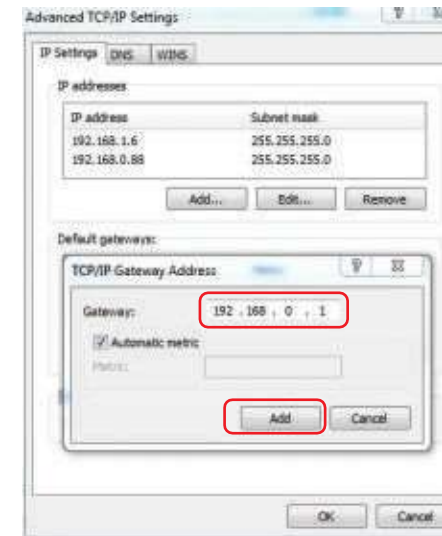 Advanced TCP/IP Settings
IP Settings DNS WINS
IP addresses
IP address Subnet mask
192.168.1.6 255.255.255.0
192.168.0.88 255.255.255.0
Add... Edit... Remove
Default gateways:
TCP/IP Gateway Address
Gateway: 192 . 168 . 0 . 1
Automatic metric
Metric:
Add Cancel
OK Cancel